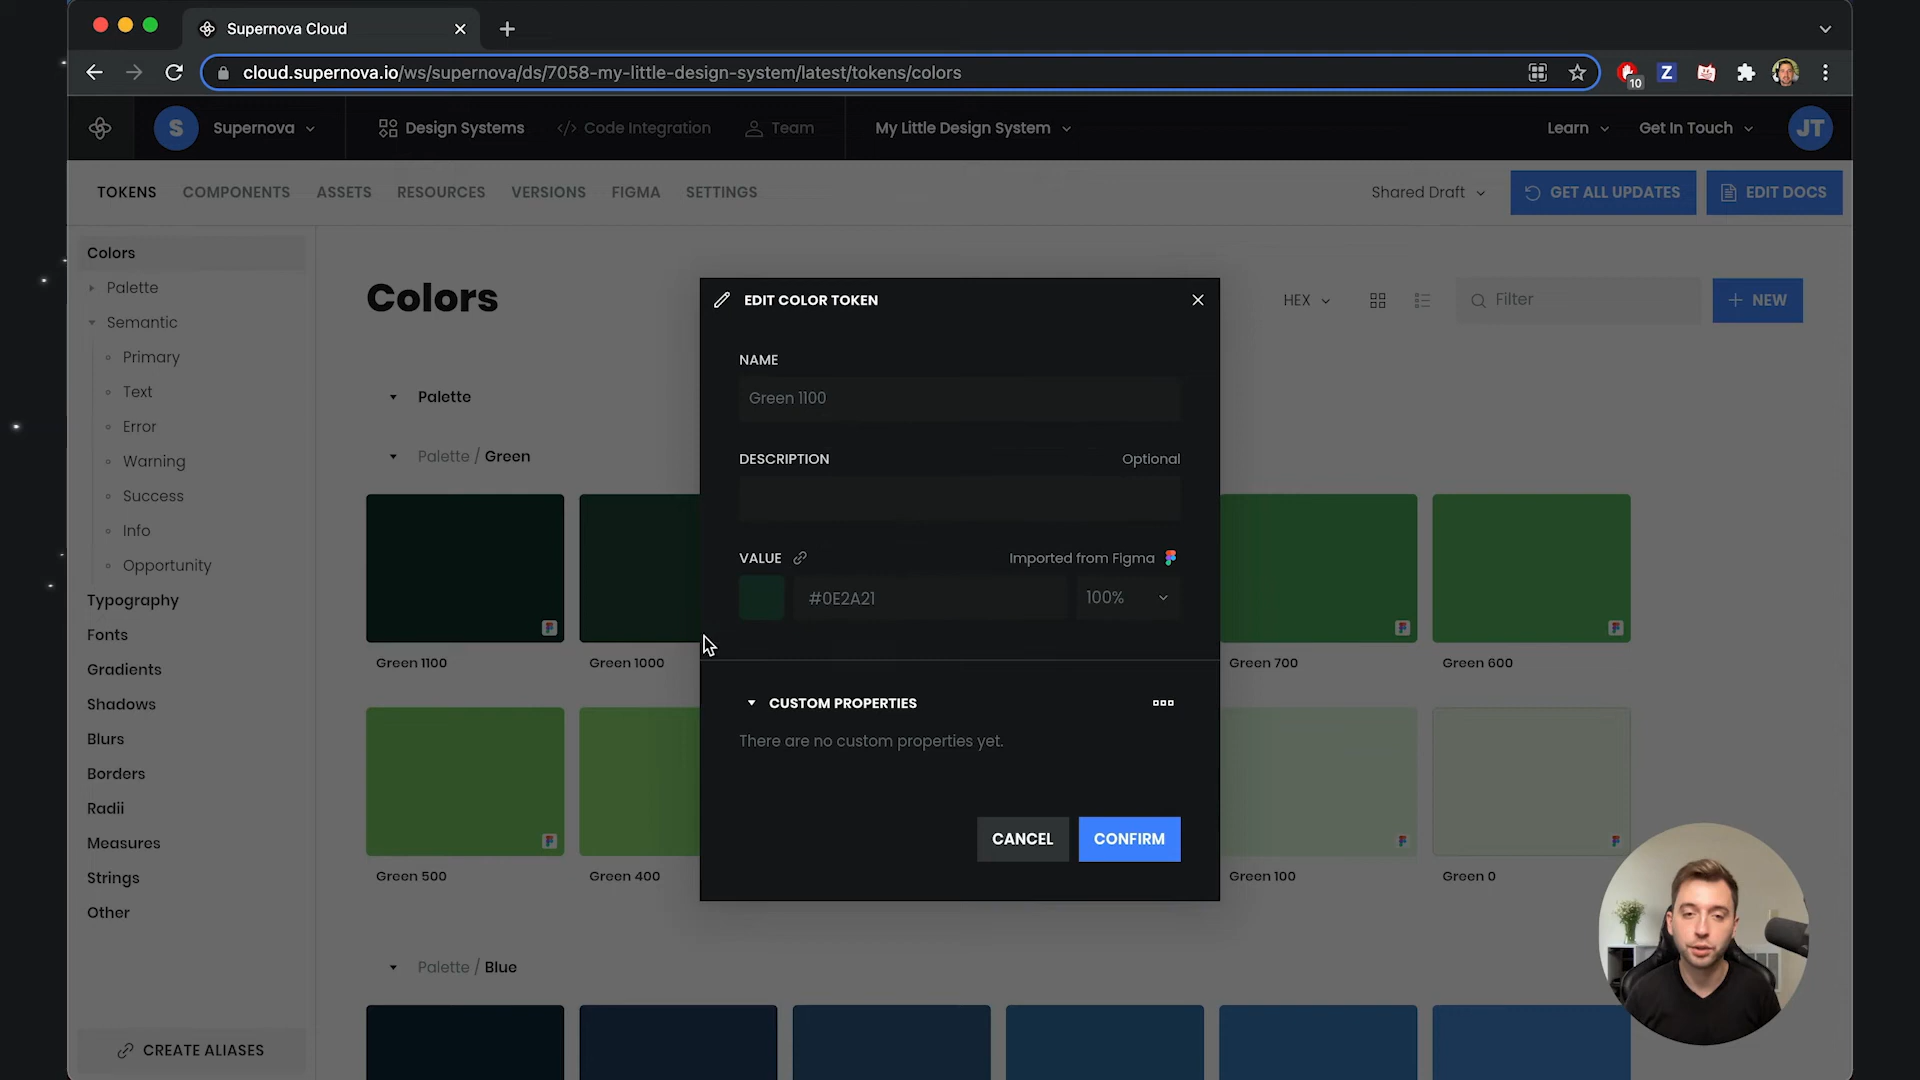 Supernova Cloud
cloud.supernova.io/ws/supernova/ds/7058-my-little-design-system/latest/tokens/colors
10
Z
S
Supernova
Design Systems
Code Integration
Team
My Little Design System
Learn
Get In Touch
JT
TOKENS
COMPONENTS
ASSETS
RESOURCES
VERSIONS
FIGMA
SETTINGS
Shared Draft
GET ALL UPDATES
EDIT DOCS
Colors
Palette
Semantic
Primary
Text
Error
Warning
Success
Info
Opportunity
Typography
Fonts
Gradients
Shadows
Blurs
Borders
Radii
Measures
Strings
Other
CREATE ALIASES
Colors
HEX
Filter
NEW
Palette
Palette / Green
Green 1100
Green 1000
Green 700
Green 600
Green 500
Green 400
Green 100
Green 0
Palette / Blue
EDIT COLOR TOKEN
NAME
Green 1100
DESCRIPTION
Optional
VALUE
Imported from Figma
#0E2A21
100%
CUSTOM PROPERTIES
There are no custom properties yet.
CANCEL
CONFIRM